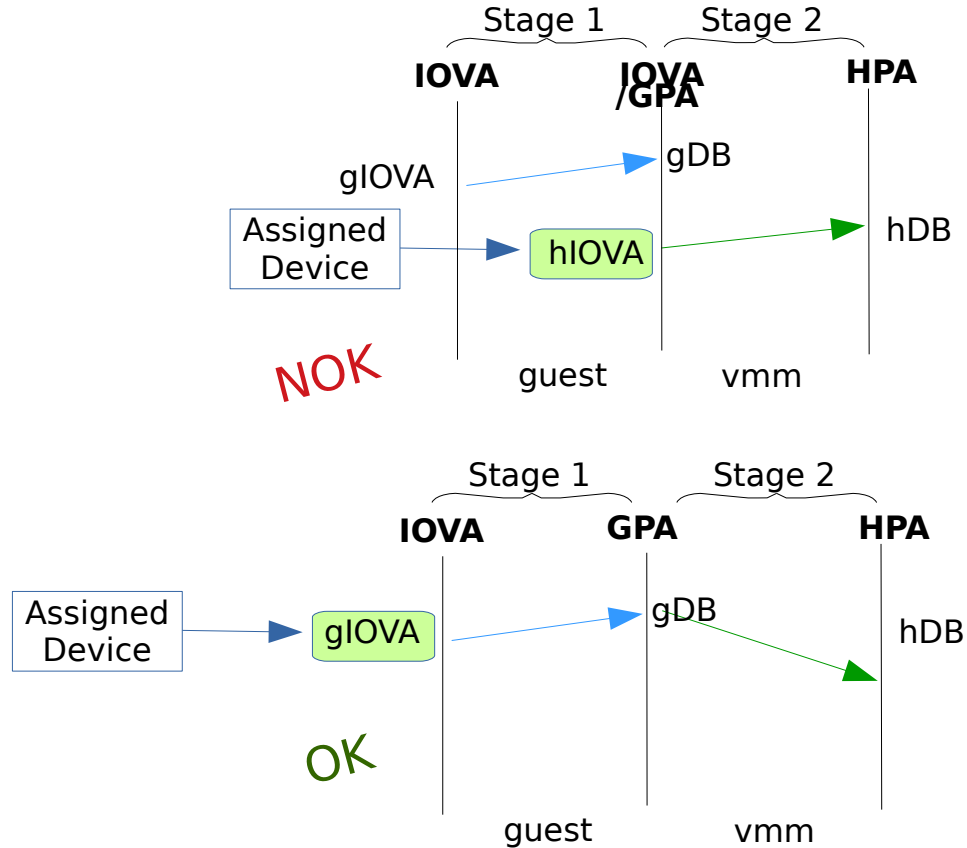 Stage 1 Stage 2
IOVA IOVA HPA
/GPA
gDB
gIOVA
Assigned
Device
hIOVA
hDB
NOK
guest vmm
Stage 1 Stage 2
IOVA GPA HPA
Assigned
Device
gIOVA
gDB
hDB
OK
guest vmm